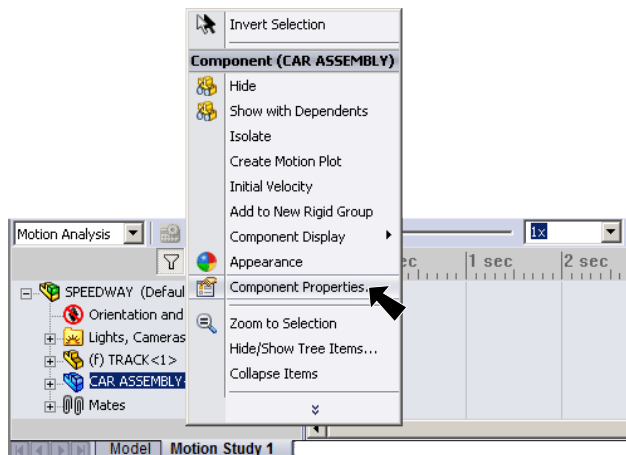 Invert Selection
Component (CAR ASSEMBLY)
Hide
Show with Dependents
Isolate
Create Motion Plot
Initial Velocity
Add to New Rigid Group
Component Display
Appearance
Component Properties...
Zoom to Selection
Hide/Show Tree Items...
Collapse Items
Motion Analysis
1x
1 sec
2 sec
SPEEDWAY (Defaul
Orientation and
Lights, Cameras
(f) TRACK<1>
CAR ASSEMBLY
Mates
Model Motion Study 1